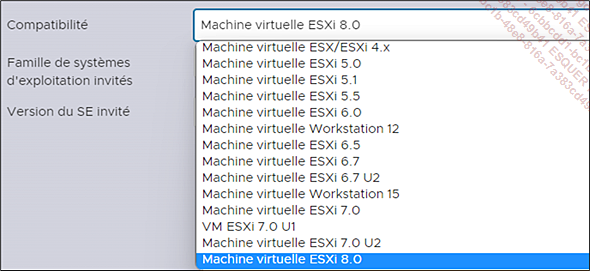 Compatibilité
Machine virtuelle ESXi 8.0
Machine virtuelle ESX/ESXi 4.x
Famille de systèmes
d'exploitation invités
Machine virtuelle ESXi 5.0
Machine virtuelle ESXi 5.1
Machine virtuelle ESXi 5.5
Version du SE invité
Machine virtuelle ESXi 6.0
Machine virtuelle Workstation 12
Machine virtuelle ESXi 6.5
Machine virtuelle ESXi 6.7
Machine virtuelle ESXi 6.7 U2
Machine virtuelle Workstation 15
Machine virtuelle ESXi 7.0
VM ESXi 7.0 U1
Machine virtuelle ESXi 7.0 U2
Machine virtuelle ESXi 8.0